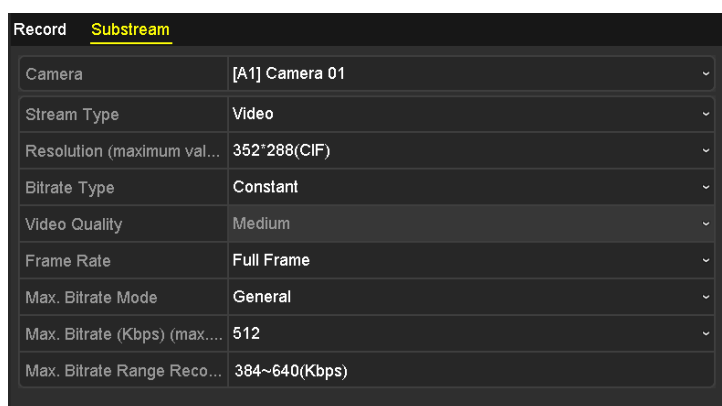 Record Substream
Camera [A1] Camera 01
Stream Type Video
Resolution (maximum val... 352*288(CIF)
Bitrate Type Constant
Video Quality Medium
Frame Rate Full Frame
Max. Bitrate Mode General
Max. Bitrate (Kbps) (max.... 512
Max. Bitrate Range Reco... 384~640(Kbps)